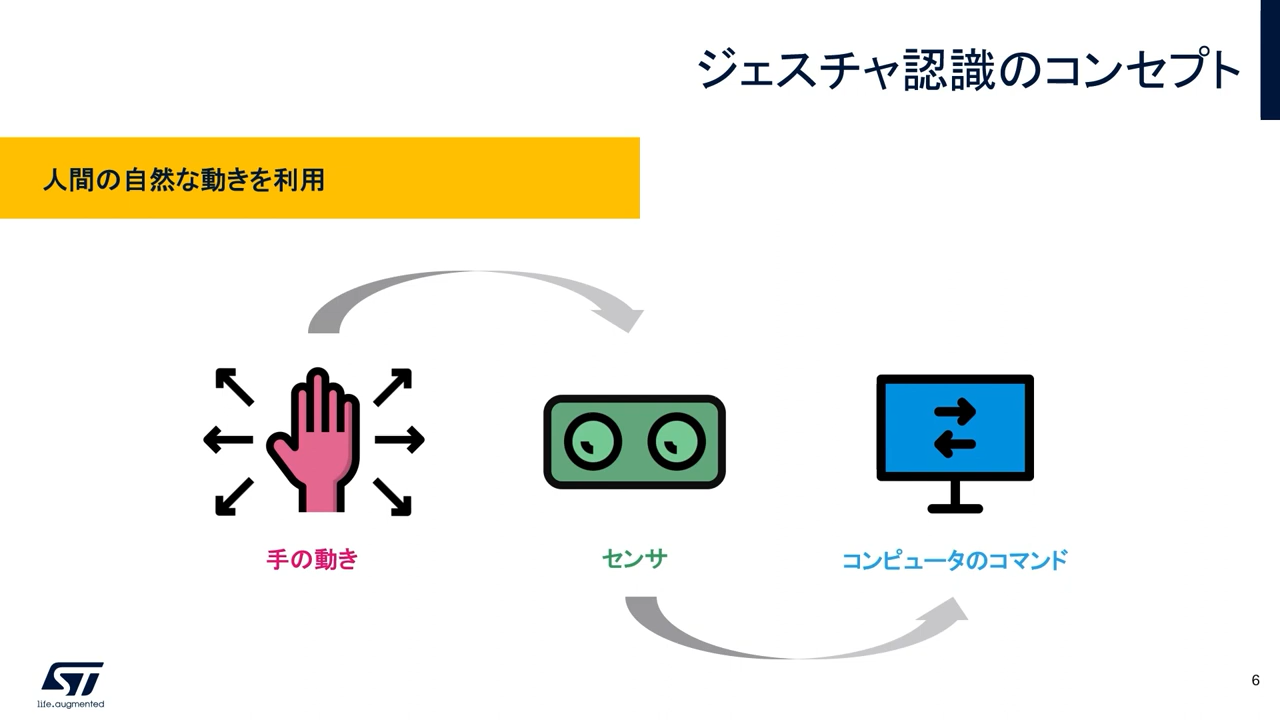 ジェスチャ認識のコンセプト
人間の自然な動きを利用
手の動き
センサ
コンピュータのコマンド
ST
life.augmented
6